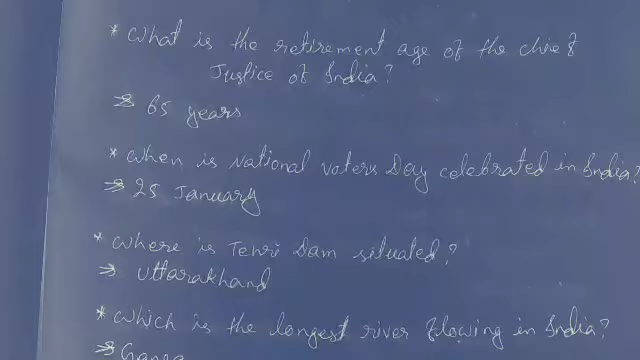 * What is the retirement age of the chief
Justice of India?
→ 65 years
* When is National Voters Day celebrated in India?
→ 25 January
* Where is Tehri Dam situated?
→ Uttarakhand
* Which is the longest river flowing in India?
→ Ganga